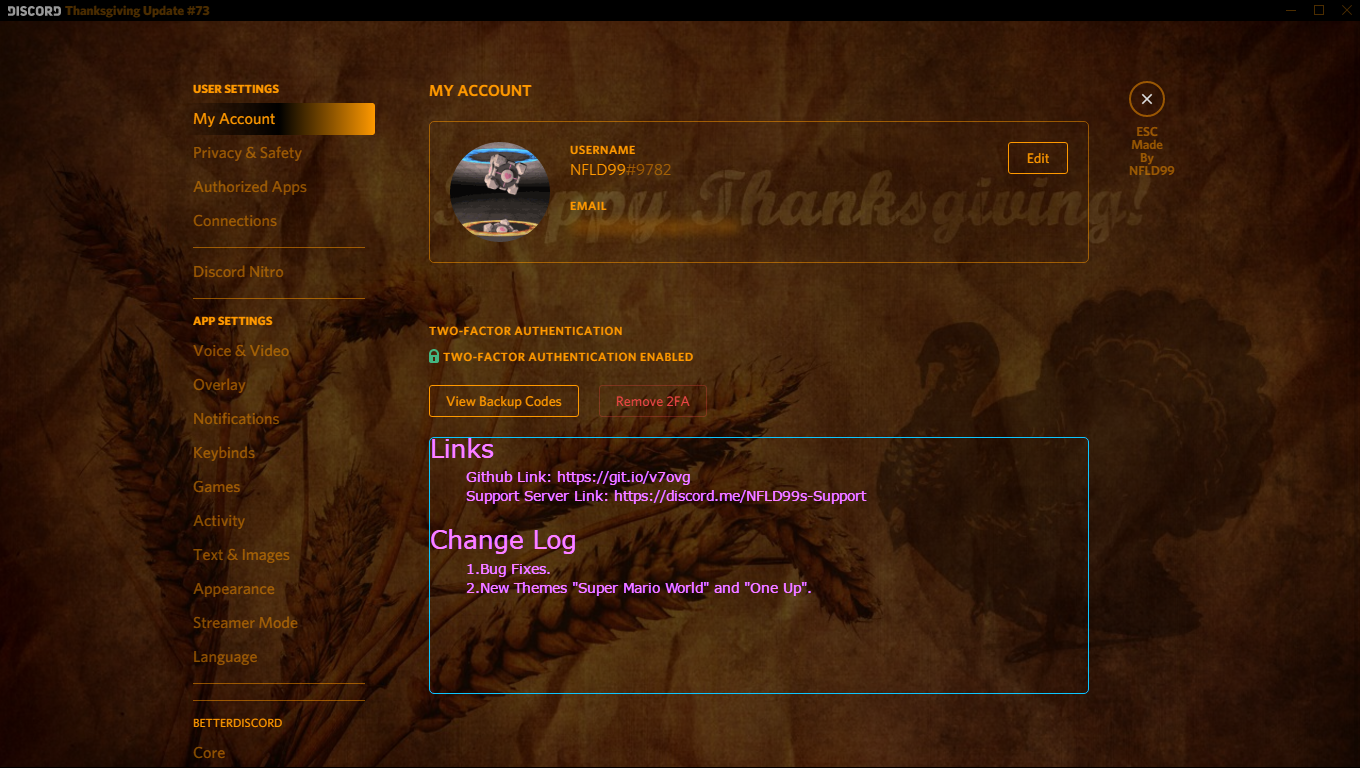 DISCORD Thanksgiving Update #73
USER SETTINGS
My Account
Privacy & Safety
Authorized Apps
Connections
Discord Nitro
APP SETTINGS
Voice & Video
Overlay
Notifications
Keybinds
Games
Activity
Text & Images
Appearance
Streamer Mode
Language
BETTERDISCORD
Core
MY ACCOUNT
USERNAME
NFLD99#9782
EMAIL
Edit
Happy Thanksgiving!
TWO-FACTOR AUTHENTICATION
TWO-FACTOR AUTHENTICATION ENABLED
View Backup Codes
Remove 2FA
Links
Github Link: https://git.io/v7ovg
Support Server Link: https://discord.me/NFLD99s-Support
Change Log
1.Bug Fixes.
2.New Themes "Super Mario World" and "One Up".
ESC
Made
By
NFLD99